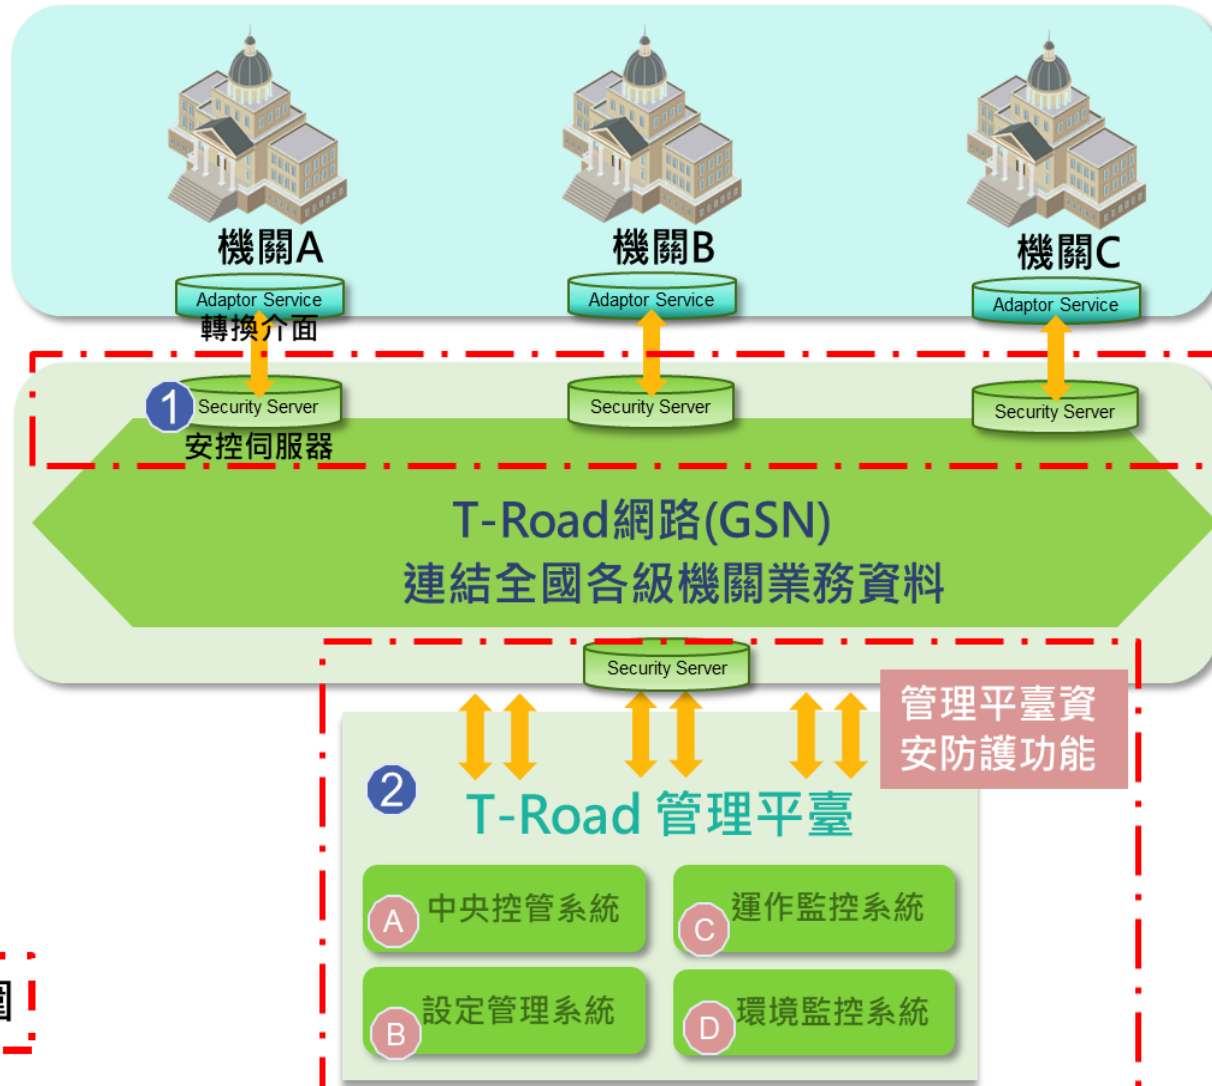 機關A
機關B
機關C
Adaptor Service
Adaptor Service
Adaptor Service
轉換介面
1
Security Server
Security Server
Security Server
安控伺服器
T-Road網路(GSN)
連結全國各級機關業務資料
Security Server
管理平臺資
安防護功能
2
T-Road 管理平臺
A 中央控管系統
C 運作監控系統
B 設定管理系統
D 環境監控系統
圍